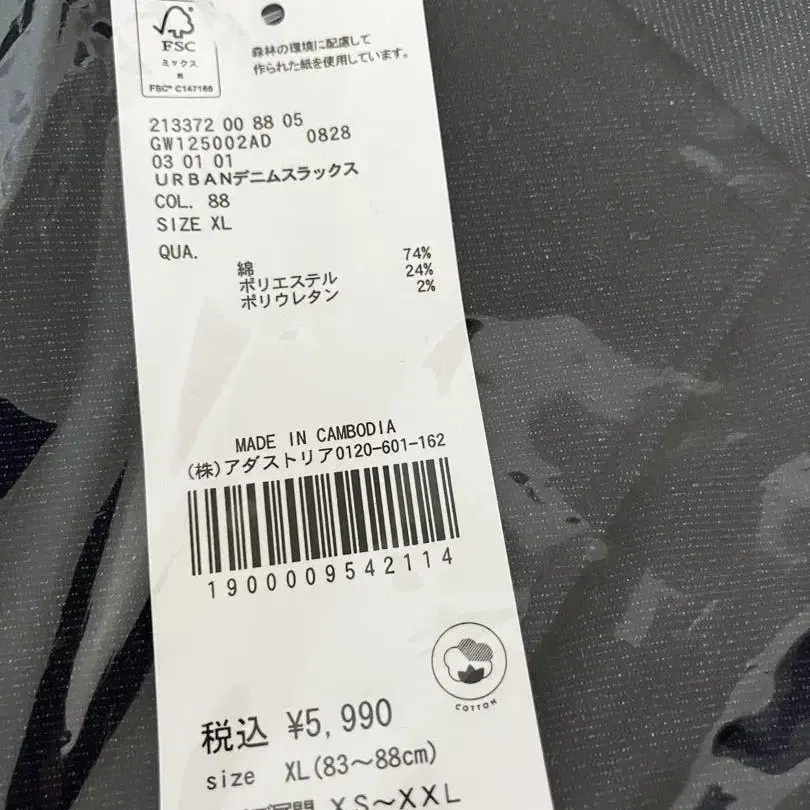 FSC
ミックス
紙
FSC® C147166
森林の環境に配慮して
作られた紙を使用しています。
213372 00 88 05
GW125002AD 0828
03 01 01
URBANデニムスラックス
COL. 88
SIZE XL
QUA.
綿 74%
ポリエステル 24%
ポリウレタン 2%
MADE IN CAMBODIA
(株)アダストリア0120-601-162
1900009542114
COTTON
税込 ¥5,990
size XL(83〜88cm)
XS〜XXL